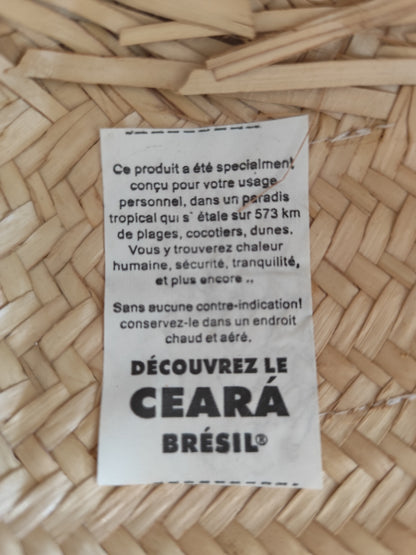 Ce produit a été specialment
conçu pour votre usage
personnel, dans un paradis
tropical qui s' étale sur 573 km
de plages, cocotiers, dunes.
Vous y trouverez chaleur
humaine, sécurité, tranquilité,
et plus encore ..
Sans aucune contre-indication!
conservez-le dans un endroit
chaud et aéré.
DÉCOUVREZ LE
CEARÁ
BRÉSIL®